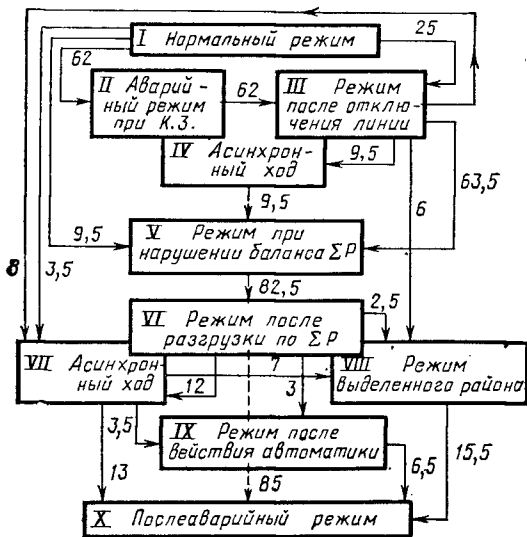 I Нормальный режим
25
62
II Аварий-
ный режим
при К.З.
62
III Режим
после отклю-
чения линии
IV Асинхрон-
ный ход
9,5
63,5
9,5
6
9,5
3,5
8
V Режим при
нарушении баланса ΣP
82,5
VI Режим после
разгрузки по ΣP
2,5
VII Асинхрон-
ный ход
12
7
3
VIII Режим
выделенного района
3,5
IX Режим после
действия автоматики
13
6,5
15,5
85
X Послеаварийный режим